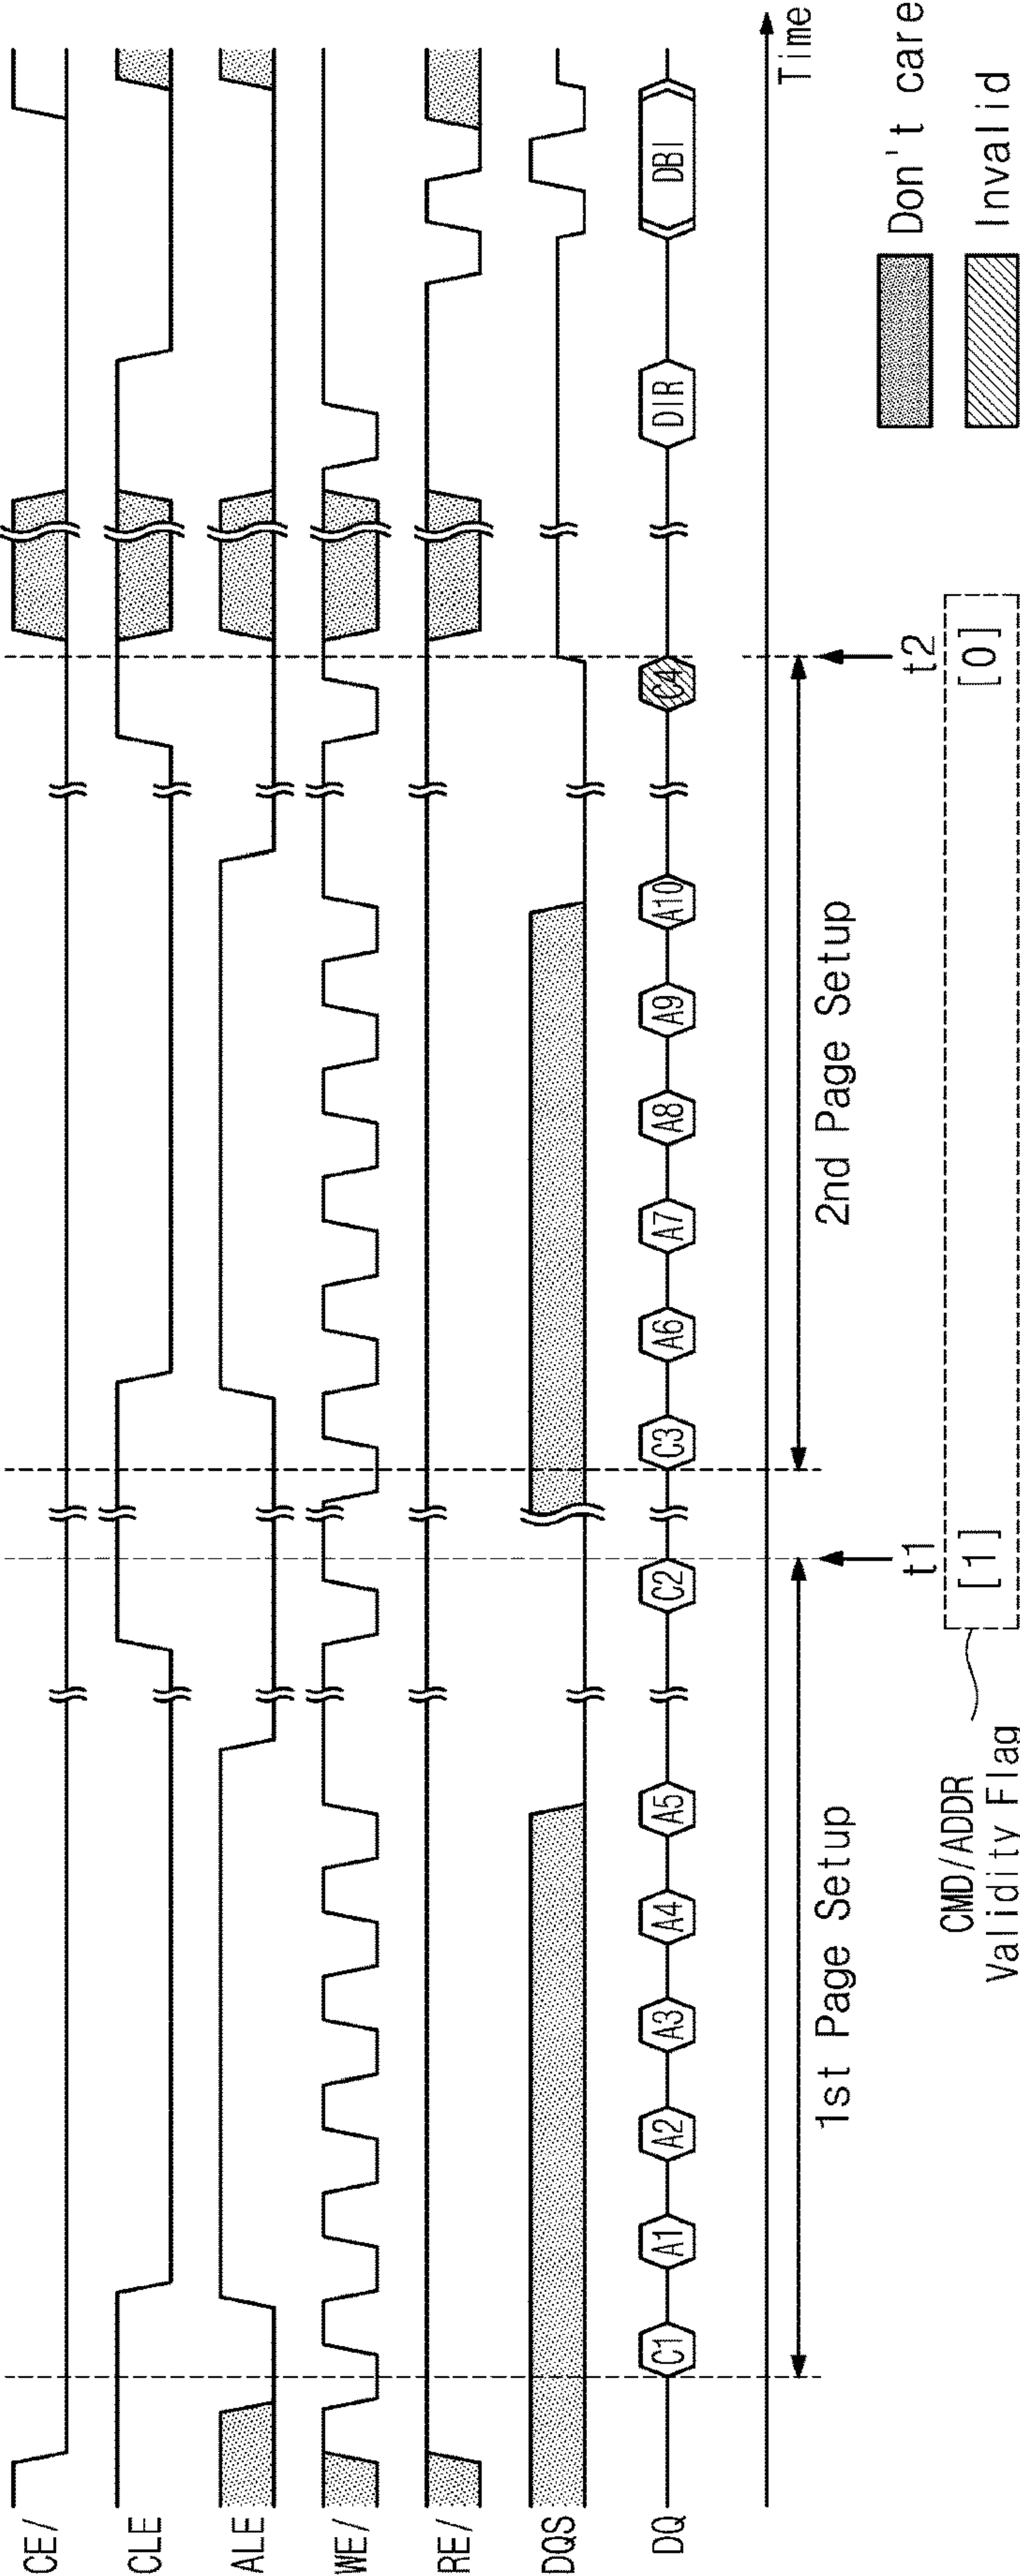 CE/
CLE
ALE
WE/
RE/
DQS
DQ
C1
A1
A2
A3
A4
A5
C2
C3
A6
A7
A8
A9
A10
C4
DIR
DBI
Time
1st Page Setup
2nd Page Setup
t1
t2
CMD/ADDR
Validity Flag
[1]
[0]
Don't care
Invalid